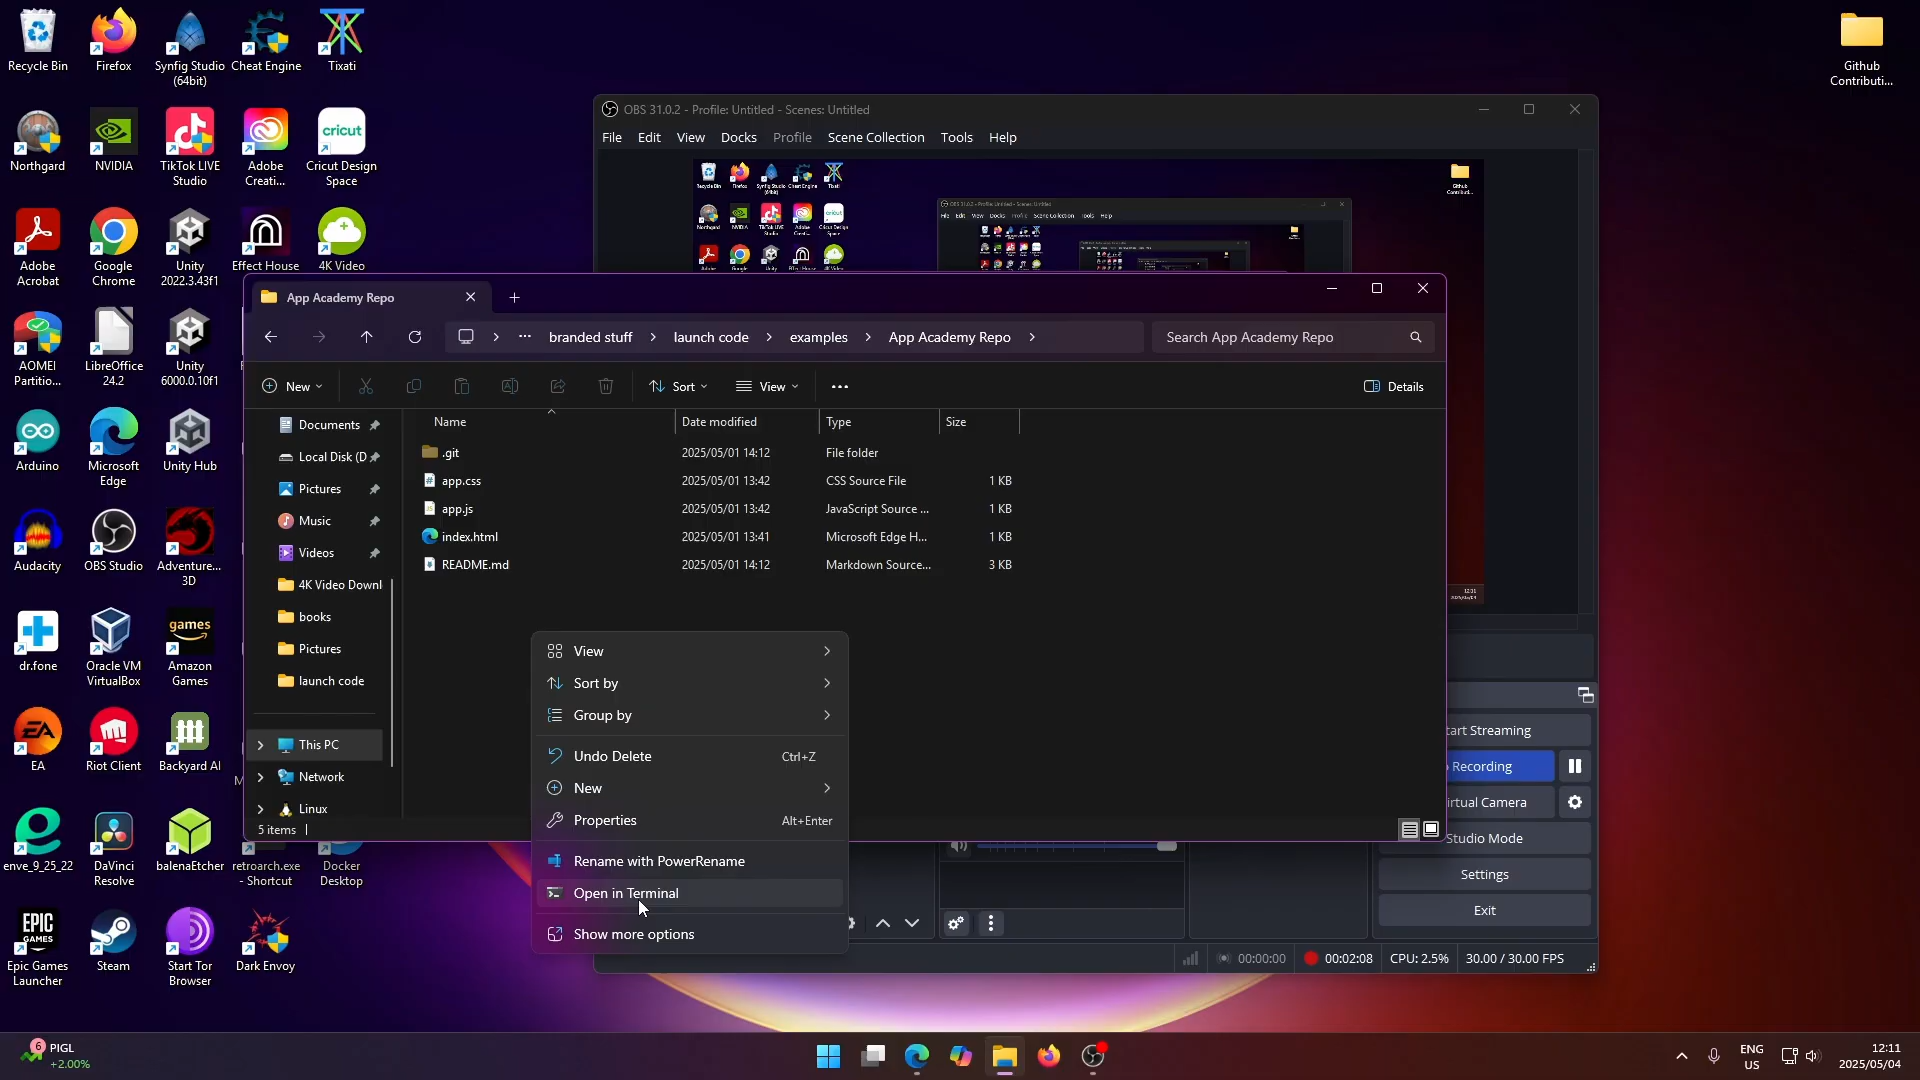 Recycle Bin
Firefox
Synfig Studio
(64bit)
Cheat Engine
Tixati
Github
Contributi...
Northgard
NVIDIA
TikTok LIVE
Studio
Adobe
Creati...
Cricut Design
Space
cricut
Adobe
Acrobat
Google
Chrome
Unity
2022.3.43f1
Effect House
4K Video
AOMEI
Partitio...
LibreOffice
24.2
Unity
6000.0.10f1
Arduino
Microsoft
Edge
Unity Hub
Audacity
OBS Studio
Adventure...
3D
dr.fone
Oracle VM
VirtualBox
games
Amazon
Games
EA
Riot Client
Backyard AI
enve_9_25_22
DaVinci
Resolve
balenaEtcher
retroarch.exe
- Shortcut
Docker
Desktop
EPIC
GAMES
Epic Games
Launcher
Steam
Start Tor
Browser
Dark Envoy
OBS 31.0.2 - Profile: Untitled - Scenes: Untitled
File Edit View Docks Profile Scene Collection Tools Help
App Academy Repo
branded stuff > launch code > examples > App Academy Repo >
Search App Academy Repo
New
Sort
View
Details
Documents
Local Disk (D
Pictures
Music
Videos
4K Video Downl
books
Pictures
launch code
This PC
Network
Linux
5 items
Name Date modified Type Size
.git 2025/05/01 14:12 File folder
app.css 2025/05/01 13:42 CSS Source File 1 KB
app.js 2025/05/01 13:42 JavaScript Source ... 1 KB
index.html 2025/05/01 13:41 Microsoft Edge H... 1 KB
README.md 2025/05/01 14:12 Markdown Source... 3 KB
View
Sort by
Group by
Undo Delete Ctrl+Z
New
Properties Alt+Enter
Rename with PowerRename
Open in Terminal
Show more options
tart Streaming
Recording
irtual Camera
Studio Mode
Settings
Exit
00:00:00
00:02:08
CPU: 2.5%
30.00 / 30.00 FPS
6
PIGL
+2.00%
ENG
US
12:11
2025/05/04